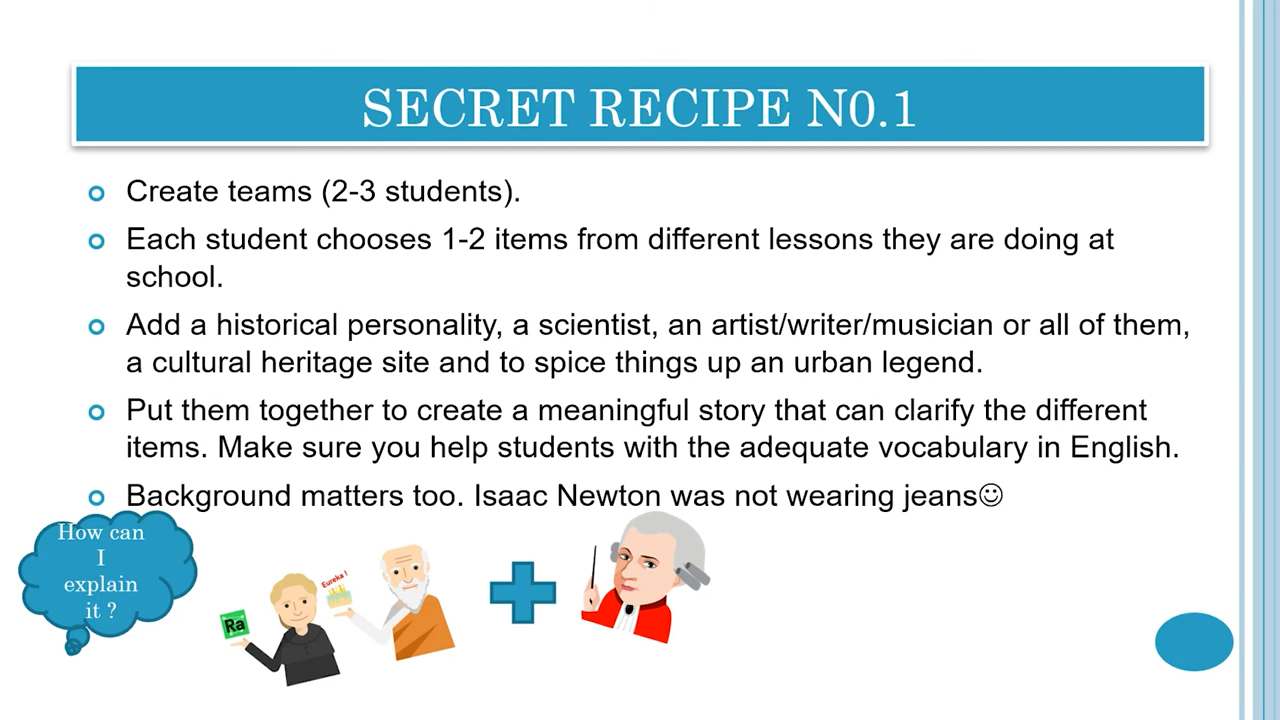 SECRET RECIPE N0.1
Create teams (2-3 students).
Each student chooses 1-2 items from different lessons they are doing at
school.
Add a historical personality, a scientist, an artist/writer/musician or all of them,
a cultural heritage site and to spice things up an urban legend.
Put them together to create a meaningful story that can clarify the different
items. Make sure you help students with the adequate vocabulary in English.
Background matters too. Isaac Newton was not wearing jeans☺
How can
I
explain
it ?
Ra
Eureka !